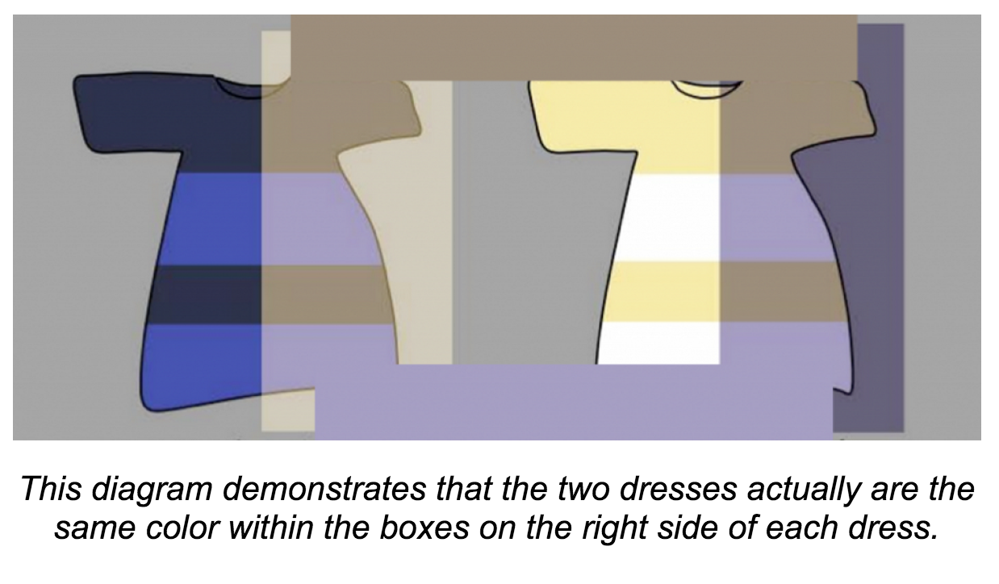 This diagram demonstrates that the two dresses actually are the
same color within the boxes on the right side of each dress.